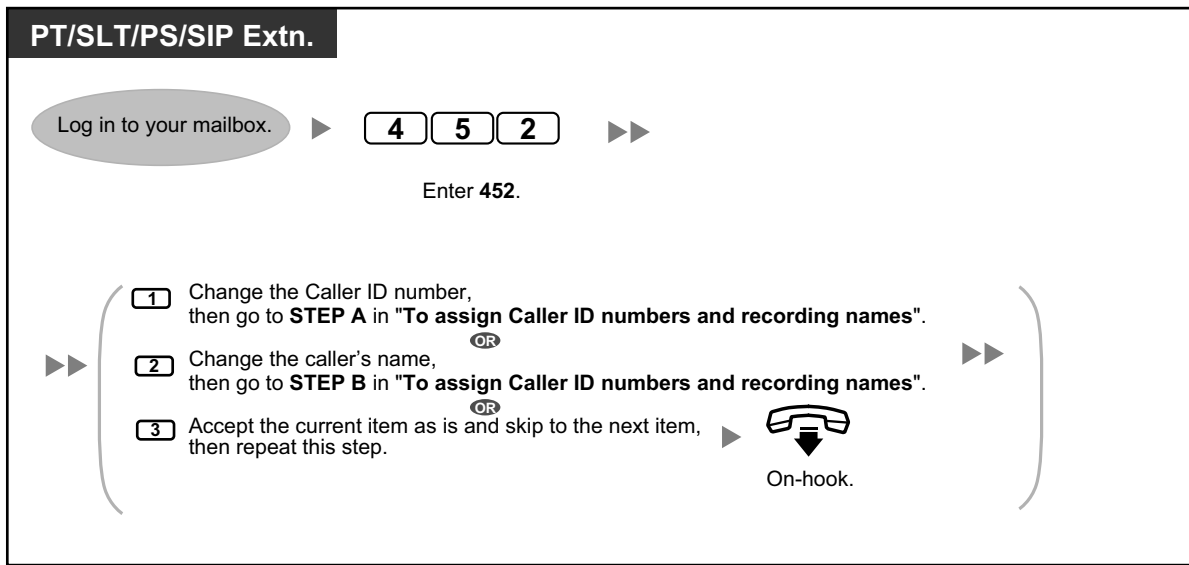 PT/SLT/PS/SIP Extn.
Log in to your mailbox.
4 5 2
Enter 452.
1 Change the Caller ID number,
then go to STEP A in "To assign Caller ID numbers and recording names".
OR
2 Change the caller's name,
then go to STEP B in "To assign Caller ID numbers and recording names".
OR
3 Accept the current item as is and skip to the next item,
then repeat this step.
On-hook.